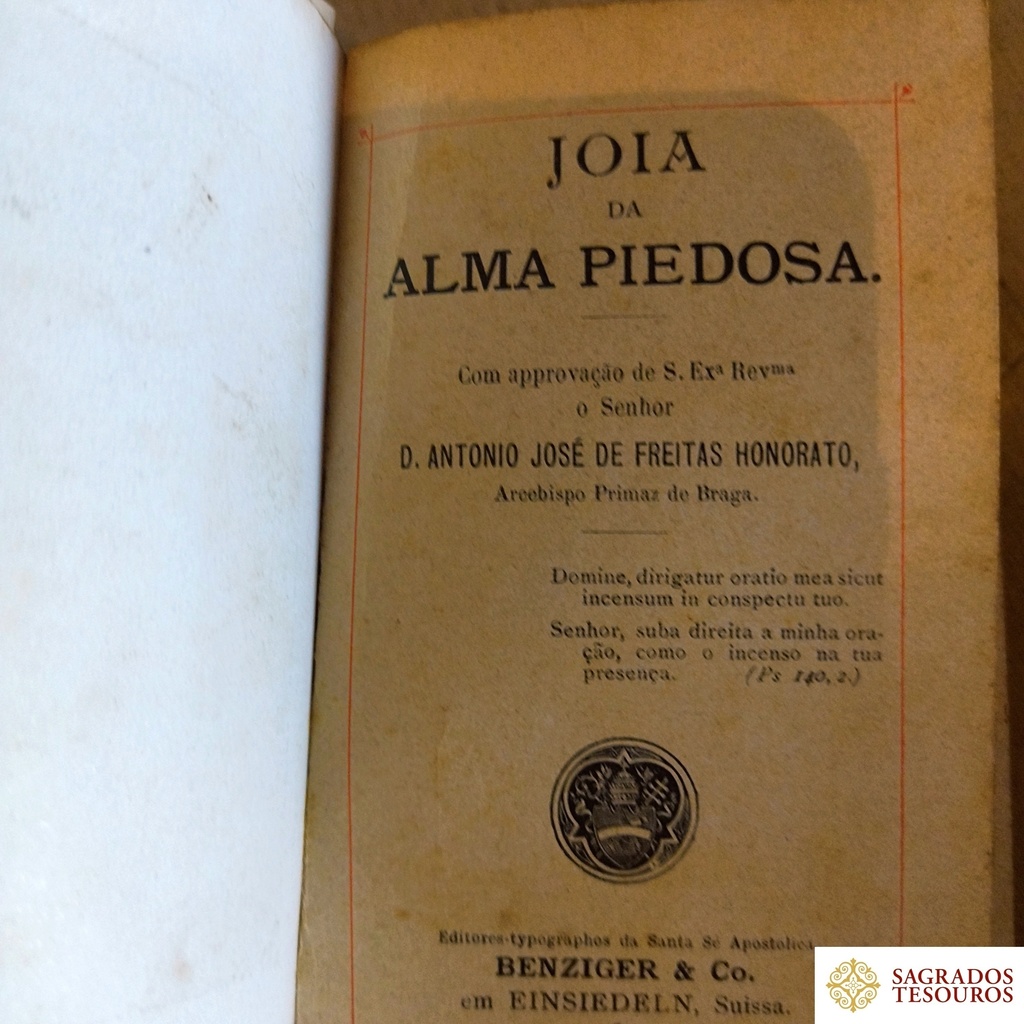 JOIA
DA
ALMA PIEDOSA.
Com approvação de S. Exª Revᵐᵃ
o Senhor
D. ANTONIO JOSÉ DE FREITAS HONORATO,
Arcebispo Primaz de Braga.
Domine, dirigatur oratio mea sicut
incensum in conspectu tuo.
Senhor, suba direita a minha ora-
ção, como o incenso na tua
presença. (Ps 140, 2.)
Editores-typographos da Santa Sé Apostolica
BENZIGER & Co.
em EINSIEDELN, Suissa.
SAGRADOS
TESOUROS